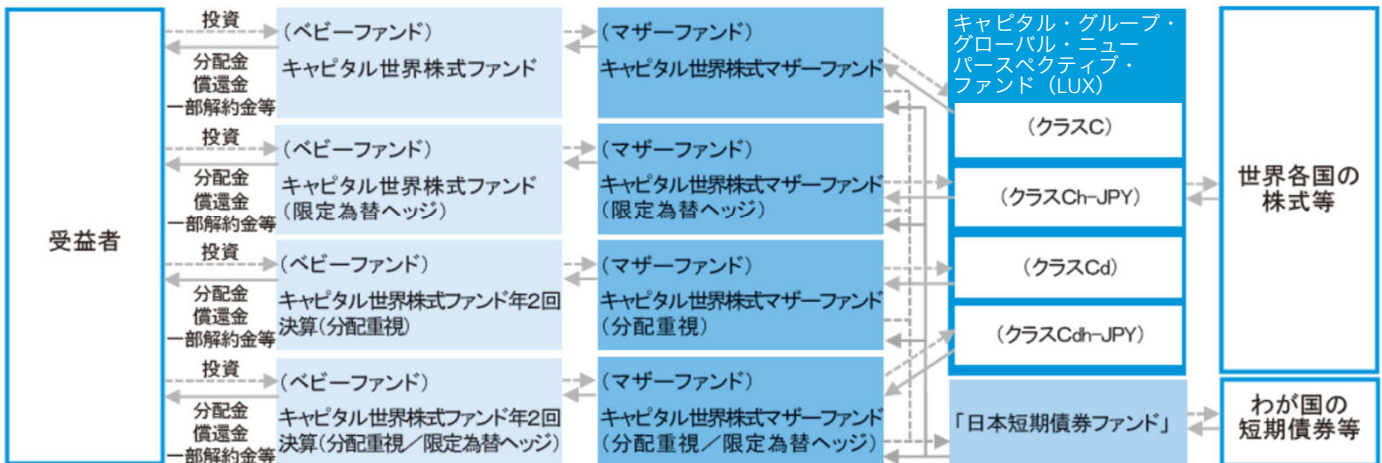 受益者
投資
分配金
償還金
一部解約金等
(ベビーファンド)
キャピタル世界株式ファンド
(マザーファンド)
キャピタル世界株式マザーファンド
投資
分配金
償還金
一部解約金等
(ベビーファンド)
キャピタル世界株式ファンド
(限定為替ヘッジ)
(マザーファンド)
キャピタル世界株式マザーファンド
(限定為替ヘッジ)
投資
分配金
償還金
一部解約金等
(ベビーファンド)
キャピタル世界株式ファンド年2回
決算(分配重視)
(マザーファンド)
キャピタル世界株式マザーファンド
(分配重視)
投資
分配金
償還金
一部解約金等
(ベビーファンド)
キャピタル世界株式ファンド年2回
決算(分配重視/限定為替ヘッジ)
(マザーファンド)
キャピタル世界株式マザーファンド
(分配重視/限定為替ヘッジ)
キャピタル・グループ・
グローバル・ニュー
パースペクティブ・
ファンド(LUX)
(クラスC)
(クラスCh-JPY)
(クラスCd)
(クラスCdh-JPY)
「日本短期債券ファンド」
世界各国の
株式等
わが国の
短期債券等